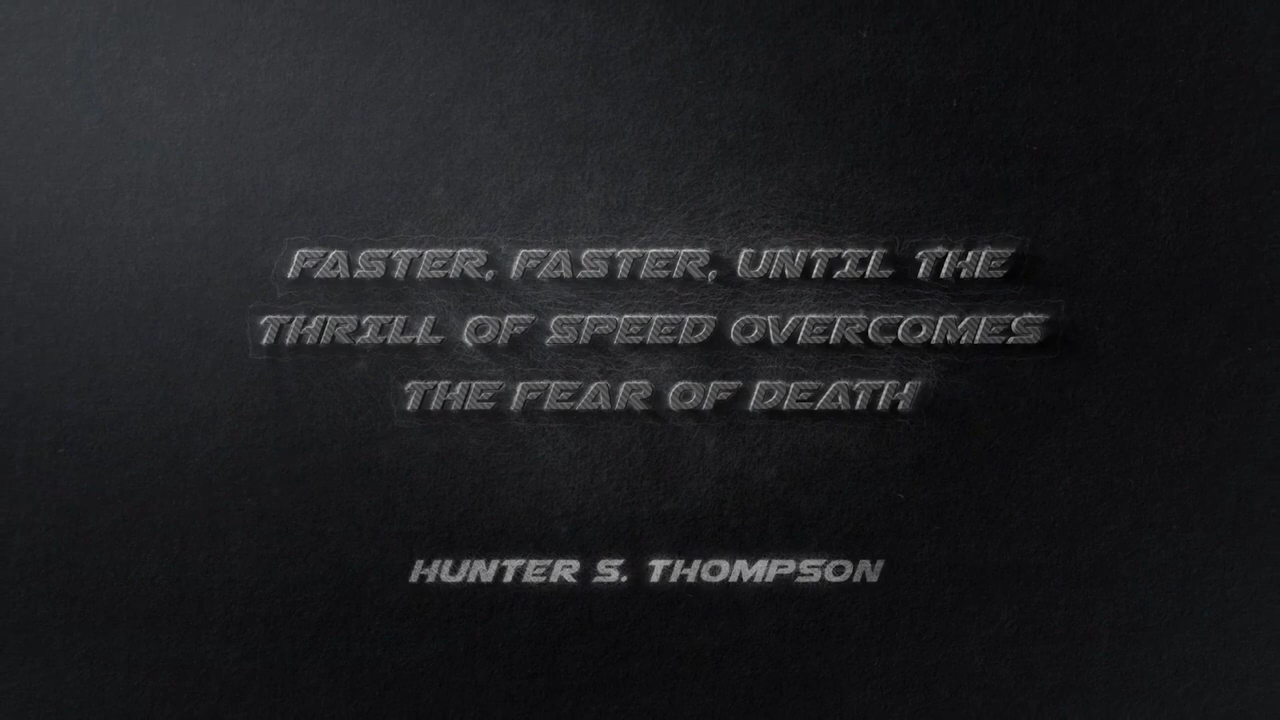 FASTER, FASTER, UNTIL THE
THRILL OF SPEED OVERCOMES
THE FEAR OF DEATH
HUNTER S. THOMPSON